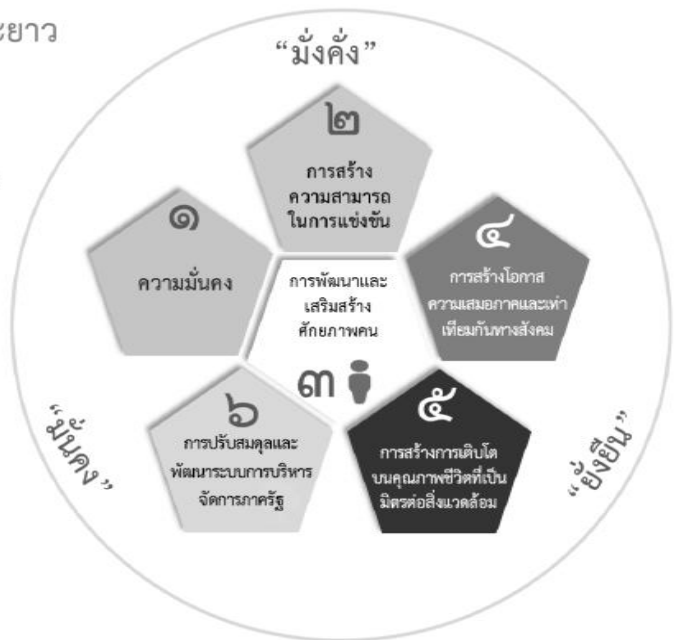 “มั่งคั่ง”
๒
การสร้าง
ความสามารถ
ในการแข่งขัน
๑
ความมั่นคง
๔
การสร้างโอกาส
ความเสมอภาคและเท่า
เทียมกันทางสังคม
การพัฒนาและ
เสริมสร้าง
ศักยภาพคน
๓
๖
การปรับสมดุลและ
พัฒนาระบบการบริหาร
จัดการภาครัฐ
๕
การสร้างการเติบโต
บนคุณภาพชีวิตที่เป็น
มิตรต่อสิ่งแวดล้อม
“มั่นคง”
“ยั่งยืน”